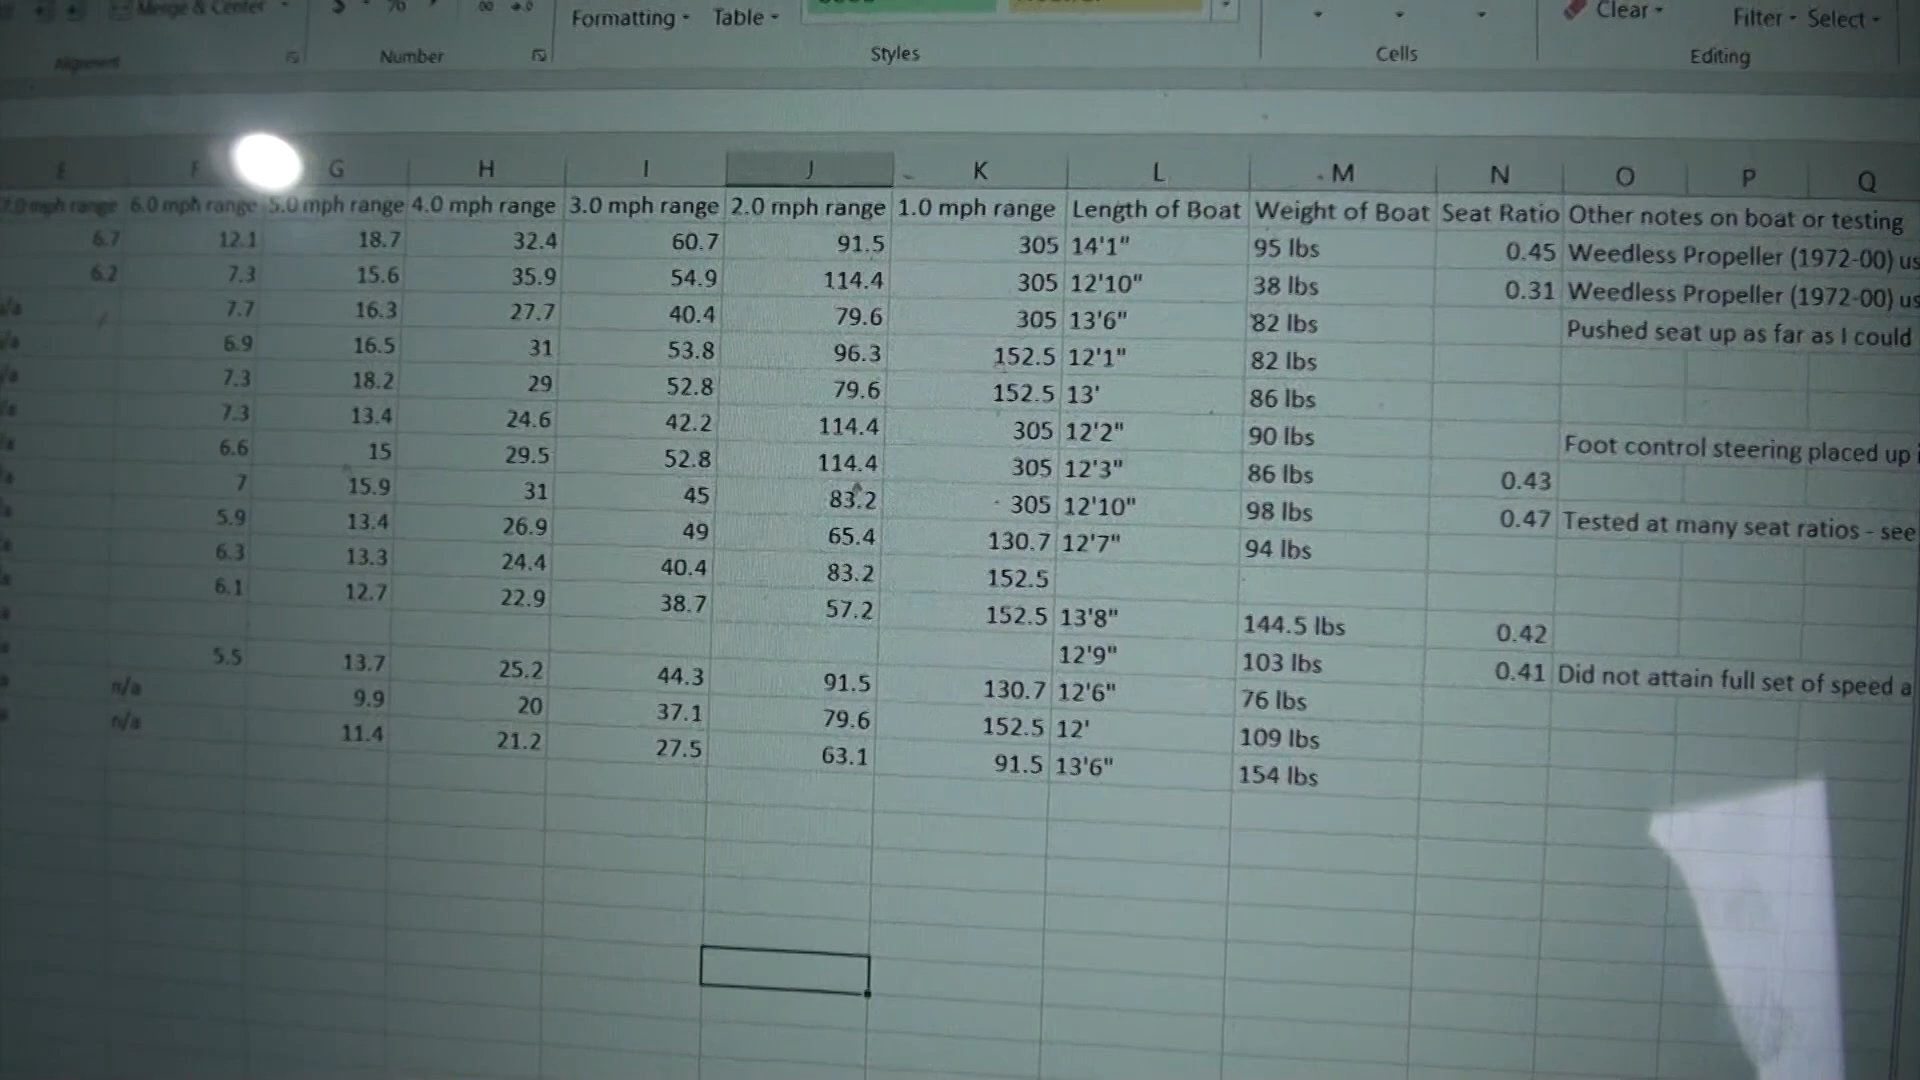 Merge & Center $ %
Formatting Table Clear Filter Select
Alignment Number Styles Cells Editing
E F G H I J K L M N O P Q
7.0 mph range 6.0 mph range 5.0 mph range 4.0 mph range 3.0 mph range 2.0 mph range 1.0 mph range Length of Boat Weight of Boat Seat Ratio Other notes on boat or testing
6.7 12.1 18.7 32.4 60.7 91.5 305 14'1" 95 lbs 0.45 Weedless Propeller (1972-00) us
6.2 7.3 15.6 35.9 54.9 114.4 305 12'10" 38 lbs 0.31 Weedless Propeller (1972-00) us
7.7 16.3 27.7 40.4 79.6 305 13'6" 82 lbs Pushed seat up as far as I could
6.9 16.5 31 53.8 96.3 152.5 12'1" 82 lbs
7.3 18.2 29 52.8 79.6 152.5 13' 86 lbs
7.3 13.4 24.6 42.2 114.4 305 12'2" 90 lbs Foot control steering placed up
6.6 15 29.5 52.8 114.4 305 12'3" 86 lbs 0.43
7 15.9 31 45 83.2 305 12'10" 98 lbs 0.47 Tested at many seat ratios - see
5.9 13.4 26.9 49 65.4 130.7 12'7" 94 lbs
6.3 13.3 24.4 40.4 83.2 152.5
6.1 12.7 22.9 38.7 57.2 152.5 13'8" 144.5 lbs 0.42
12'9" 103 lbs 0.41 Did not attain full set of speed a
5.5 13.7 25.2 44.3 91.5 130.7 12'6" 76 lbs
n/a 9.9 20 37.1 79.6 152.5 12' 109 lbs
n/a 11.4 21.2 27.5 63.1 91.5 13'6" 154 lbs